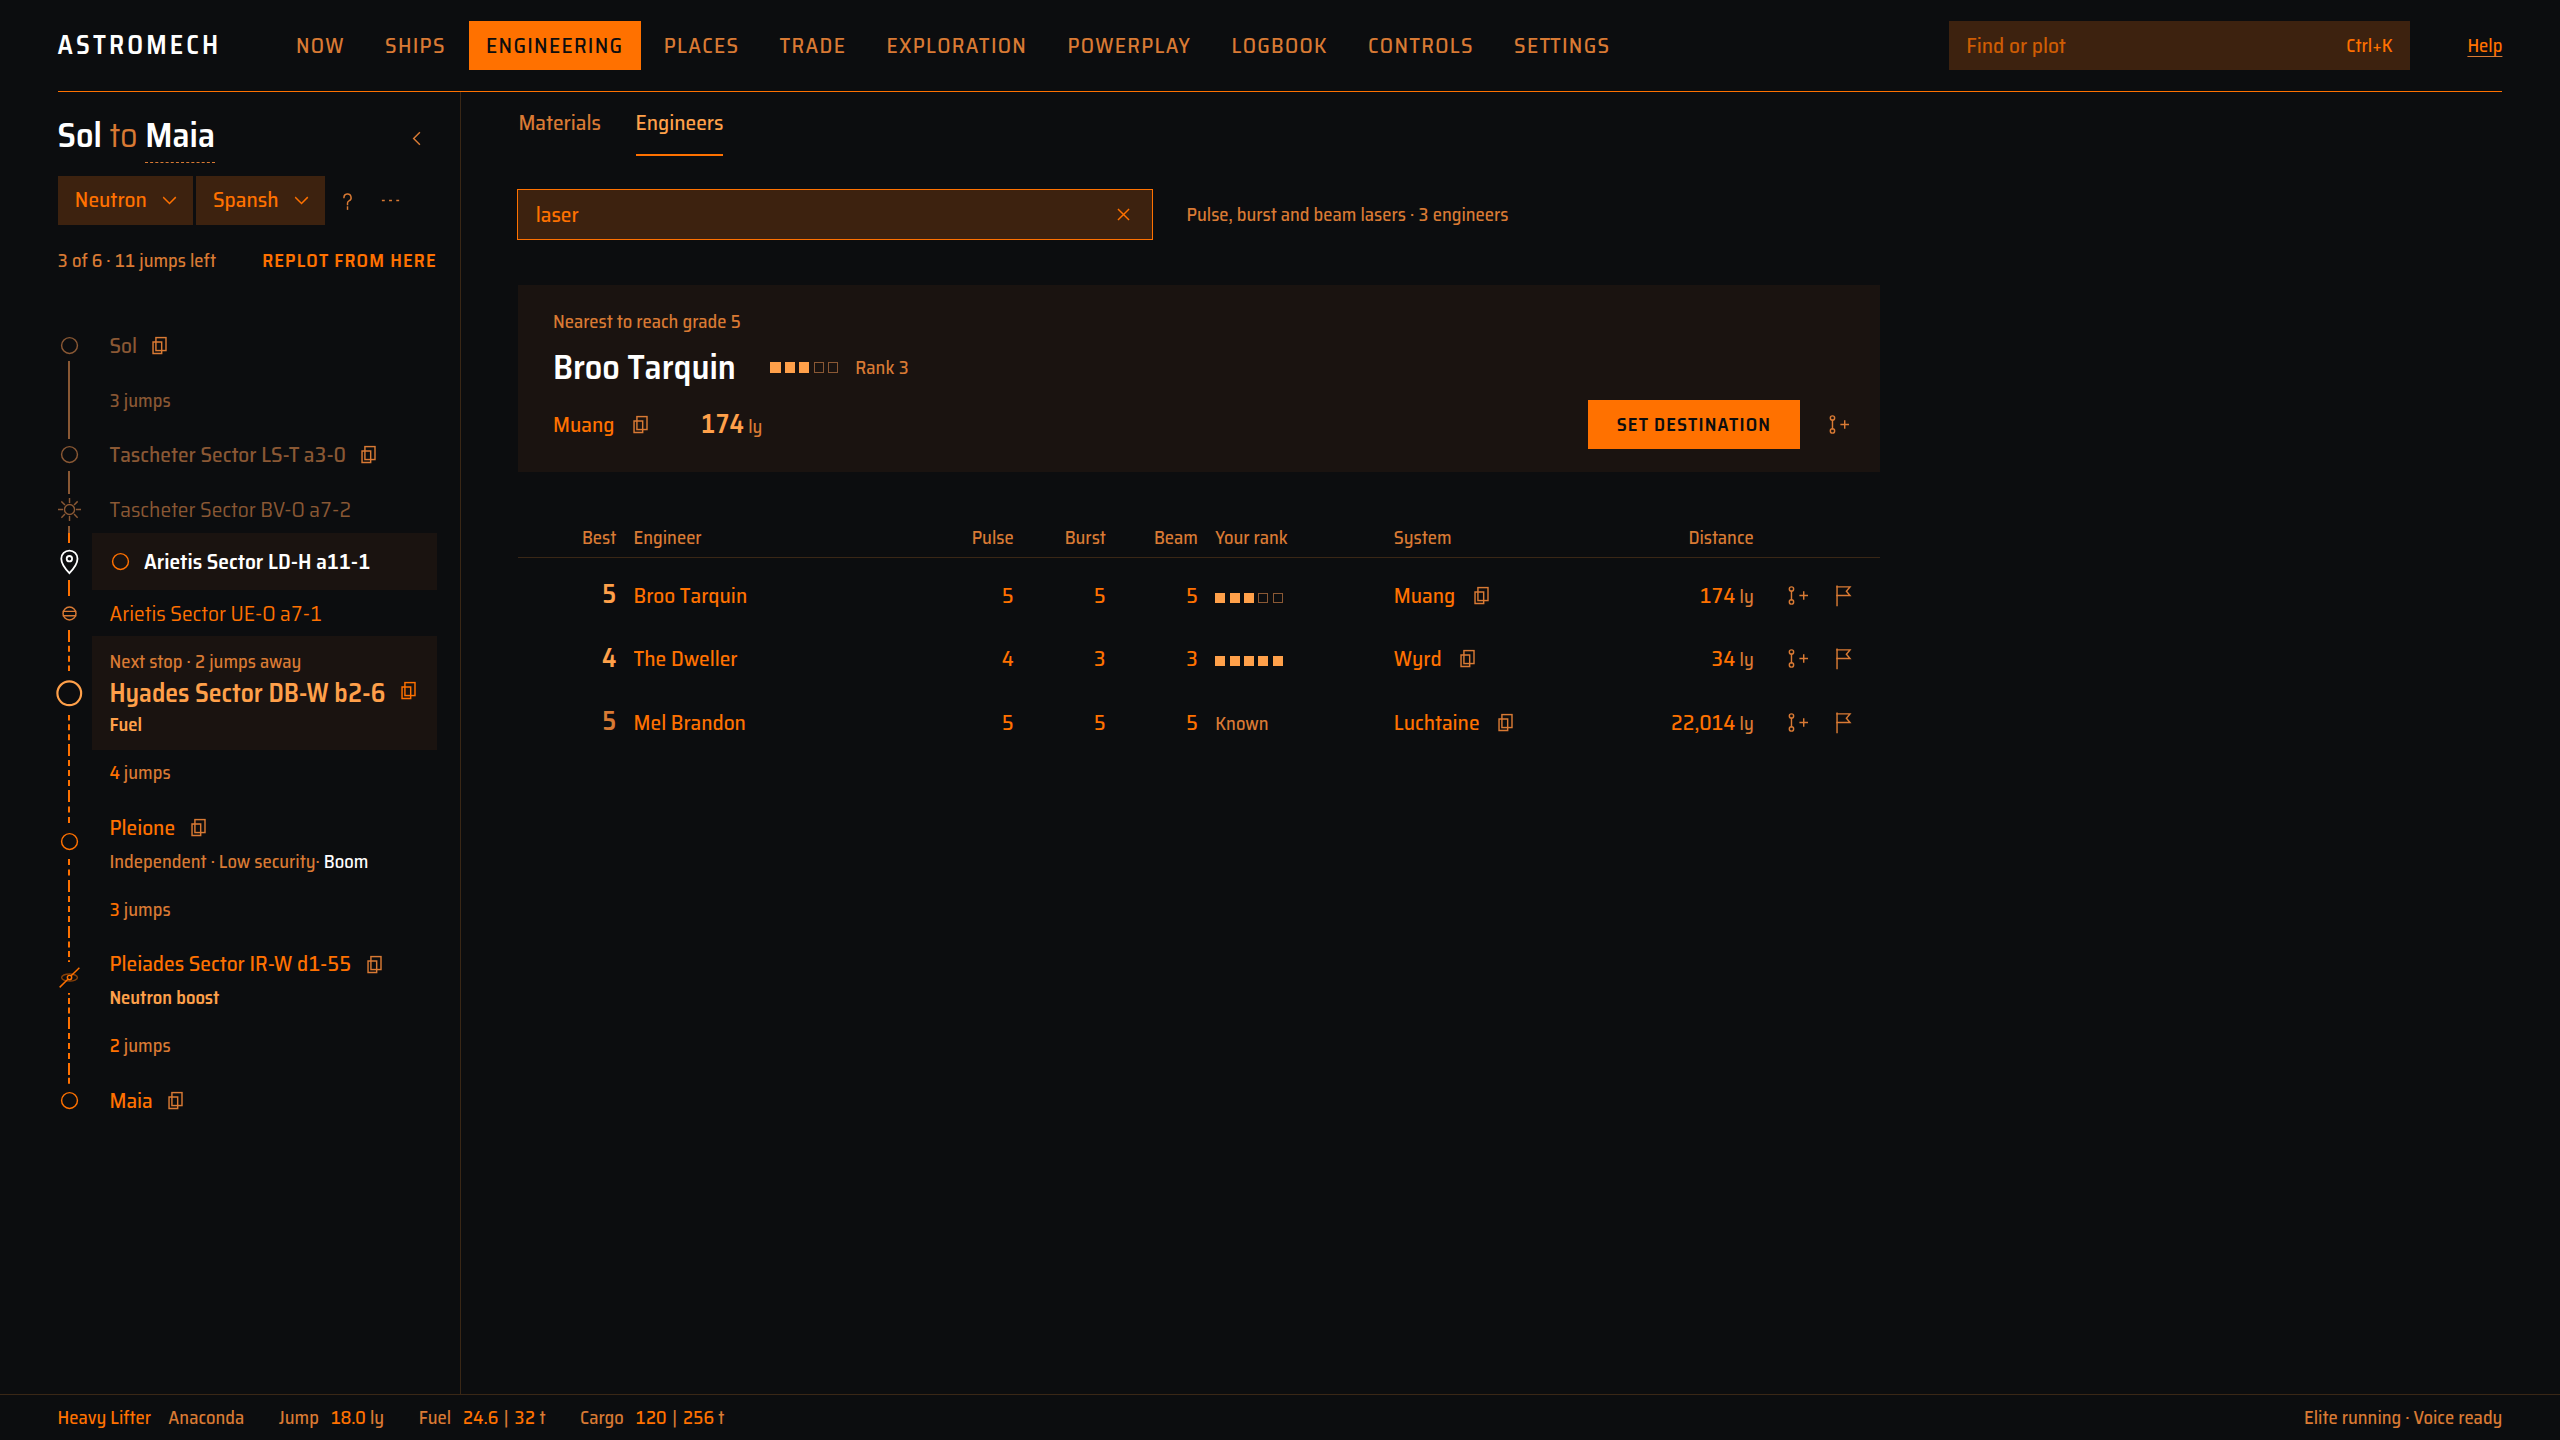 ASTROMECH NOW SHIPS ENGINEERING PLACES TRADE EXPLORATION POWERPLAY LOGBOOK CONTROLS SETTINGS Find or plot Ctrl+K Help
Sol to Maia
Neutron Spansh ? ...
3 of 6 · 11 jumps left REPLOT FROM HERE
Sol
3 jumps
Tascheter Sector LS-T a3-0
Tascheter Sector BV-O a7-2
Arietis Sector LD-H a11-1
Arietis Sector UE-O a7-1
Next stop · 2 jumps away
Hyades Sector DB-W b2-6
Fuel
4 jumps
Pleione
Independent · Low security · Boom
3 jumps
Pleiades Sector IR-W d1-55
Neutron boost
2 jumps
Maia
Materials Engineers
laser
Pulse, burst and beam lasers · 3 engineers
Nearest to reach grade 5
Broo Tarquin Rank 3
Muang 174 ly SET DESTINATION
Best Engineer Pulse Burst Beam Your rank System Distance
5 Broo Tarquin 5 5 5 Muang 174 ly
4 The Dweller 4 3 3 Wyrd 34 ly
5 Mel Brandon 5 5 5 Known Luchtaine 22,014 ly
Heavy Lifter Anaconda Jump 18.0 ly Fuel 24.6 | 32 t Cargo 120 | 256 t Elite running · Voice ready